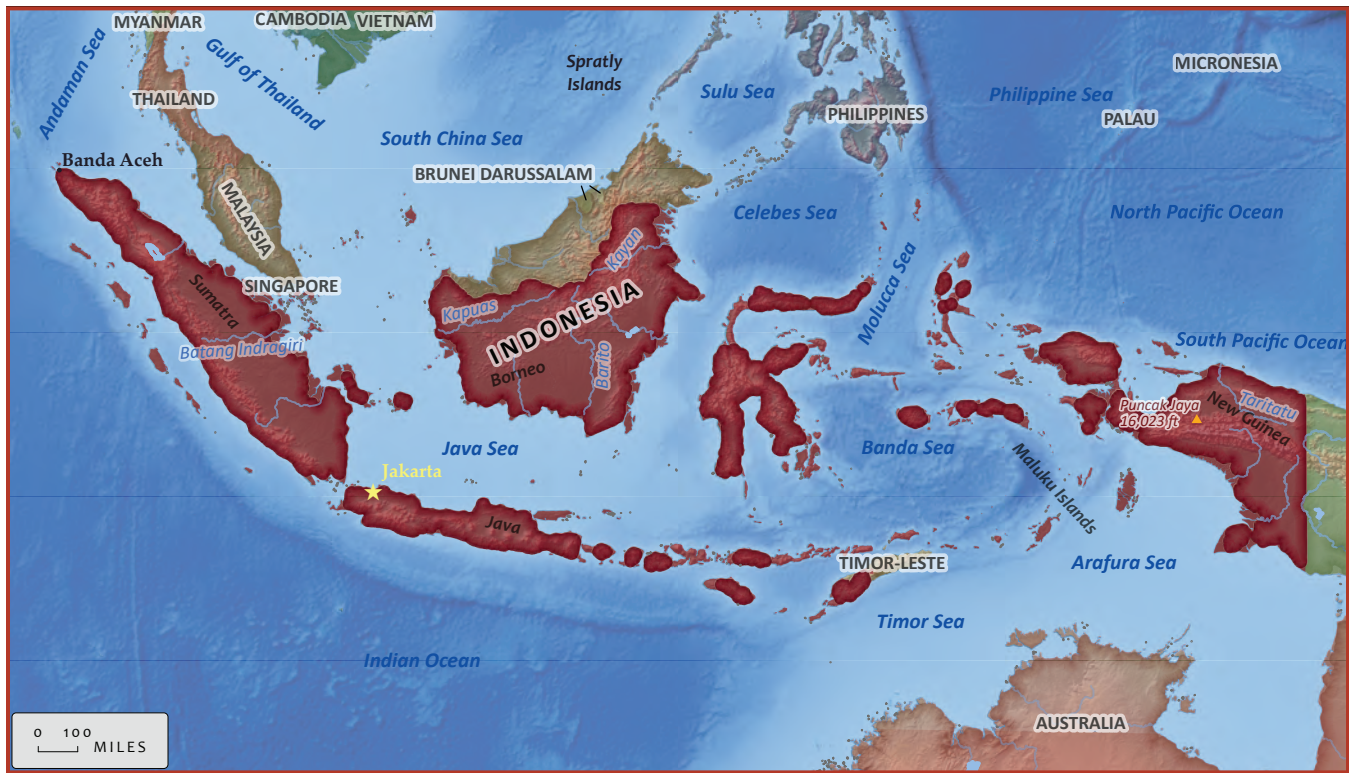 MYANMAR
CAMBODIA
VIETNAM
Andaman Sea
Gulf of Thailand
Spratly
Islands
MICRONESIA
THAILAND
Sulu Sea
Philippine Sea
PHILIPPINES
PALAU
South China Sea
Banda Aceh
BRUNEI DARUSSALAM
MALAYSIA
Celebes Sea
North Pacific Ocean
Kayan
Molucca Sea
SINGAPORE
Sumatra
Kapuas
INDONESIA
South Pacific Ocean
Batang Indragiri
Borneo
Barito
Puncak Jaya
16,023 ft
New Guinea
Taritatu
Java Sea
Banda Sea
Maluku Islands
Jakarta
Java
TIMOR-LESTE
Arafura Sea
Timor Sea
Indian Ocean
AUSTRALIA
0 100
MILES